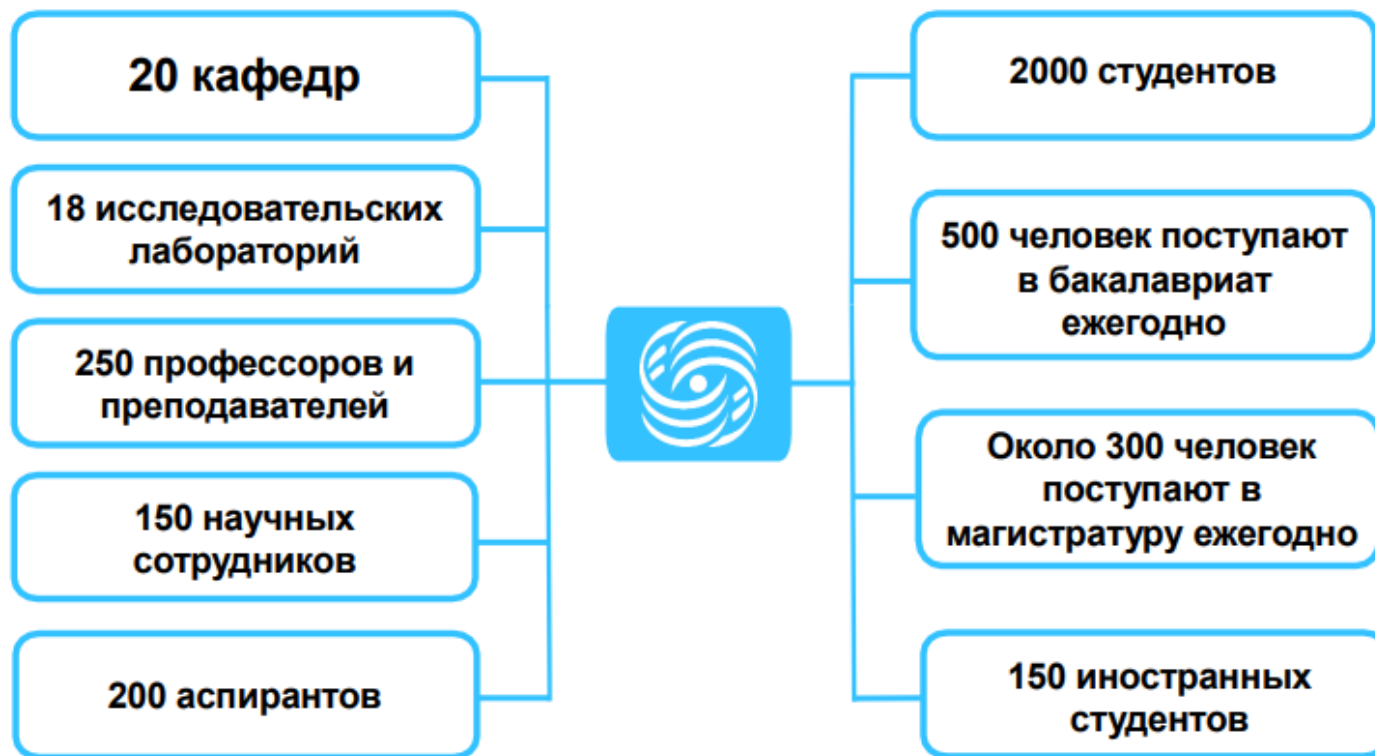 20 кафедр
18 исследовательских
лабораторий
250 профессоров и
преподавателей
150 научных
сотрудников
200 аспирантов
2000 студентов
500 человек поступают
в бакалавриат
ежегодно
Около 300 человек
поступают в
магистратуру ежегодно
150 иностранных
студентов